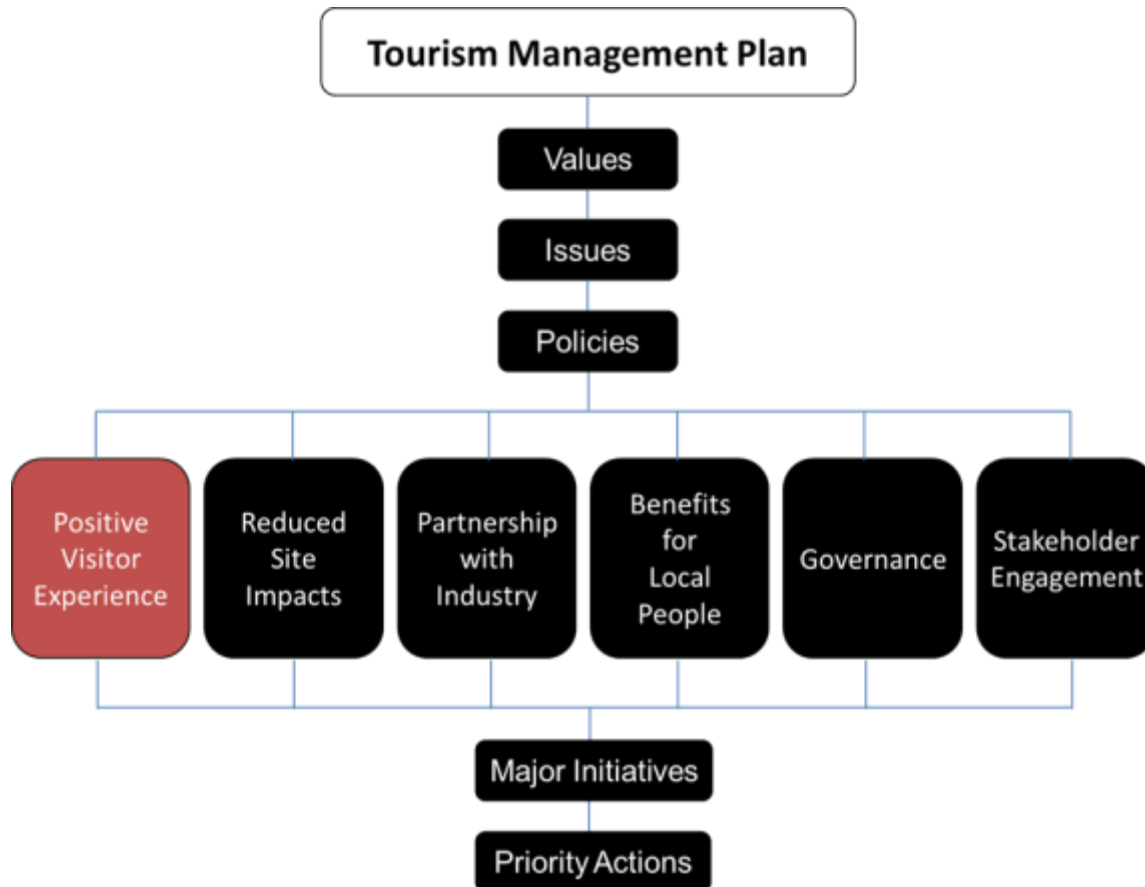 Tourism Management Plan
Values
Issues
Policies
Positive
Visitor
Experience
Reduced
Site
Impacts
Partnership
with
Industry
Benefits
for
Local
People
Governance
Stakeholder
Engagement
Major Initiatives
Priority Actions